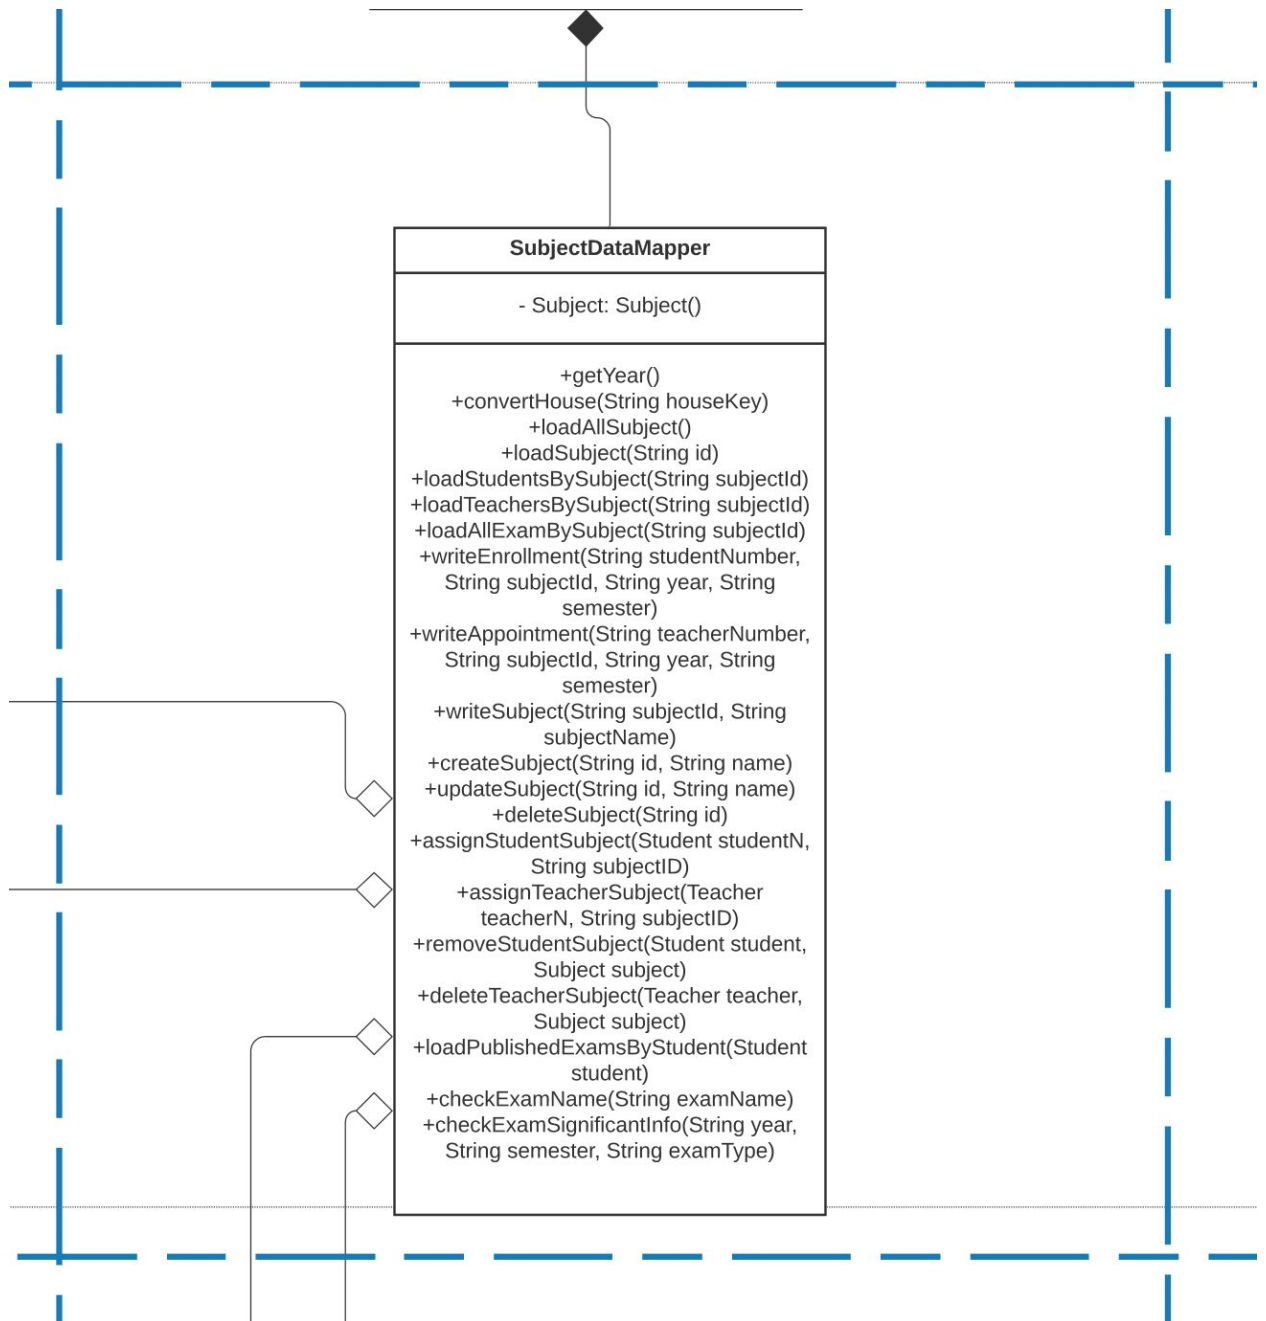 SubjectDataMapper
- Subject: Subject()
+getYear()
+convertHouse(String houseKey)
+loadAllSubject()
+loadSubject(String id)
+loadStudentsBySubject(String subjectId)
+loadTeachersBySubject(String subjectId)
+loadAllExamBySubject(String subjectId)
+writeEnrollment(String studentNumber,
String subjectId, String year, String
semester)
+writeAppointment(String teacherNumber,
String subjectId, String year, String
semester)
+writeSubject(String subjectId, String
subjectName)
+createSubject(String id, String name)
+updateSubject(String id, String name)
+deleteSubject(String id)
+assignStudentSubject(Student studentN,
String subjectID)
+assignTeacherSubject(Teacher
teacherN, String subjectID)
+removeStudentSubject(Student student,
Subject subject)
+deleteTeacherSubject(Teacher teacher,
Subject subject)
+loadPublishedExamsByStudent(Student
student)
+checkExamName(String examName)
+checkExamSignificantInfo(String year,
String semester, String examType)